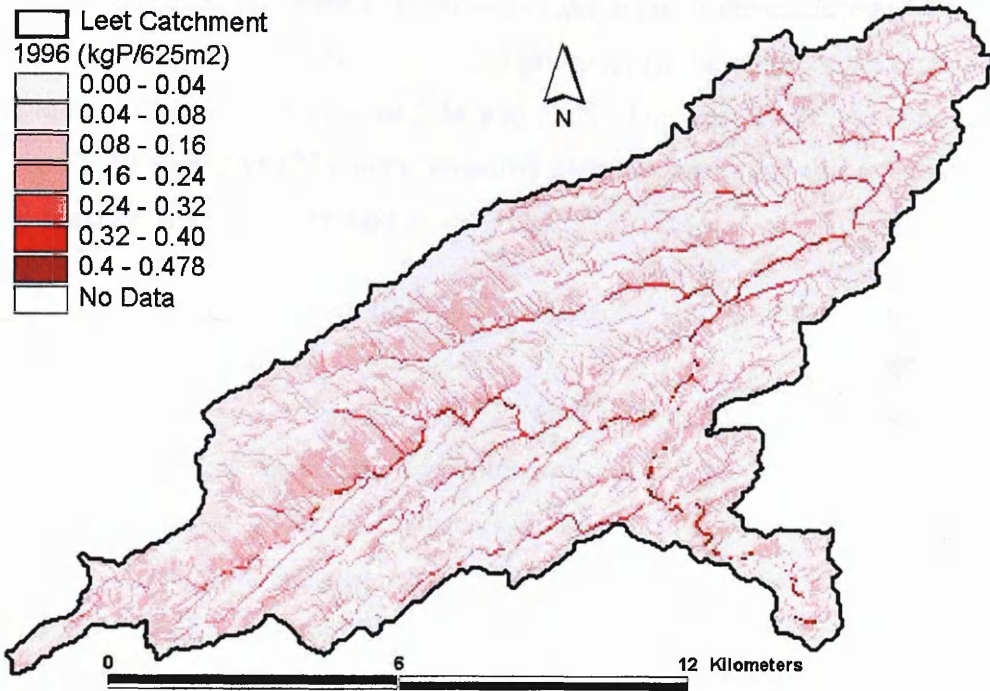 Leet Catchment
1996 (kgP/625m2)
0.00 - 0.04
0.04 - 0.08
0.08 - 0.16
0.16 - 0.24
0.24 - 0.32
0.32 - 0.40
0.4 - 0.478
No Data
N
0 6 12 Kilometers